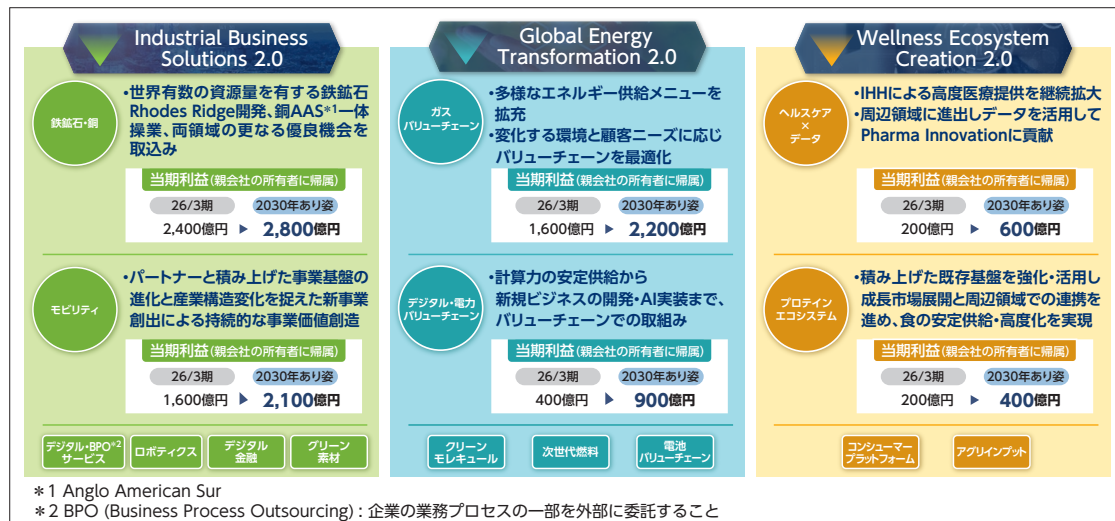 Industrial Business
Solutions 2.0
鉄鉱石・銅
・世界有数の資源量を有する鉄鉱石
Rhodes Ridge開発、銅AAS*1一体
操業、両領域の更なる優良機会を
取込み
当期利益(親会社の所有者に帰属)
26/3期 2030年あり姿
2,400億円 ▶ 2,800億円
モビリティ
・パートナーと積み上げた事業基盤の
進化と産業構造変化を捉えた新事業
創出による持続的な事業価値創造
当期利益(親会社の所有者に帰属)
26/3期 2030年あり姿
1,600億円 ▶ 2,100億円
デジタル・BPO*2
サービス
ロボティクス
デジタル
金融
グリーン
素材
Global Energy
Transformation 2.0
ガス
バリューチェーン
・多様なエネルギー供給メニューを
拡充
・変化する環境と顧客ニーズに応じ
バリューチェーンを最適化
当期利益(親会社の所有者に帰属)
26/3期 2030年あり姿
1,600億円 ▶ 2,200億円
デジタル・電力
バリューチェーン
・計算力の安定供給から
新規ビジネスの開発・AI実装まで、
バリューチェーンでの取組み
当期利益(親会社の所有者に帰属)
26/3期 2030年あり姿
400億円 ▶ 900億円
クリーン
モレキュール
次世代燃料
電池
バリューチェーン
Wellness Ecosystem
Creation 2.0
ヘルスケア
×
データ
・IHHによる高度医療提供を継続拡大
・周辺領域に進出しデータを活用して
Pharma Innovationに貢献
当期利益(親会社の所有者に帰属)
26/3期 2030年あり姿
200億円 ▶ 600億円
プロテイン
エコシステム
・積み上げた既存基盤を強化・活用し
成長市場展開と周辺領域での連携を
進め、食の安定供給・高度化を実現
当期利益(親会社の所有者に帰属)
26/3期 2030年あり姿
200億円 ▶ 400億円
コンシューマー
プラットフォーム
アグリインプット
*1 Anglo American Sur
*2 BPO (Business Process Outsourcing) : 企業の業務プロセスの一部を外部に委託すること